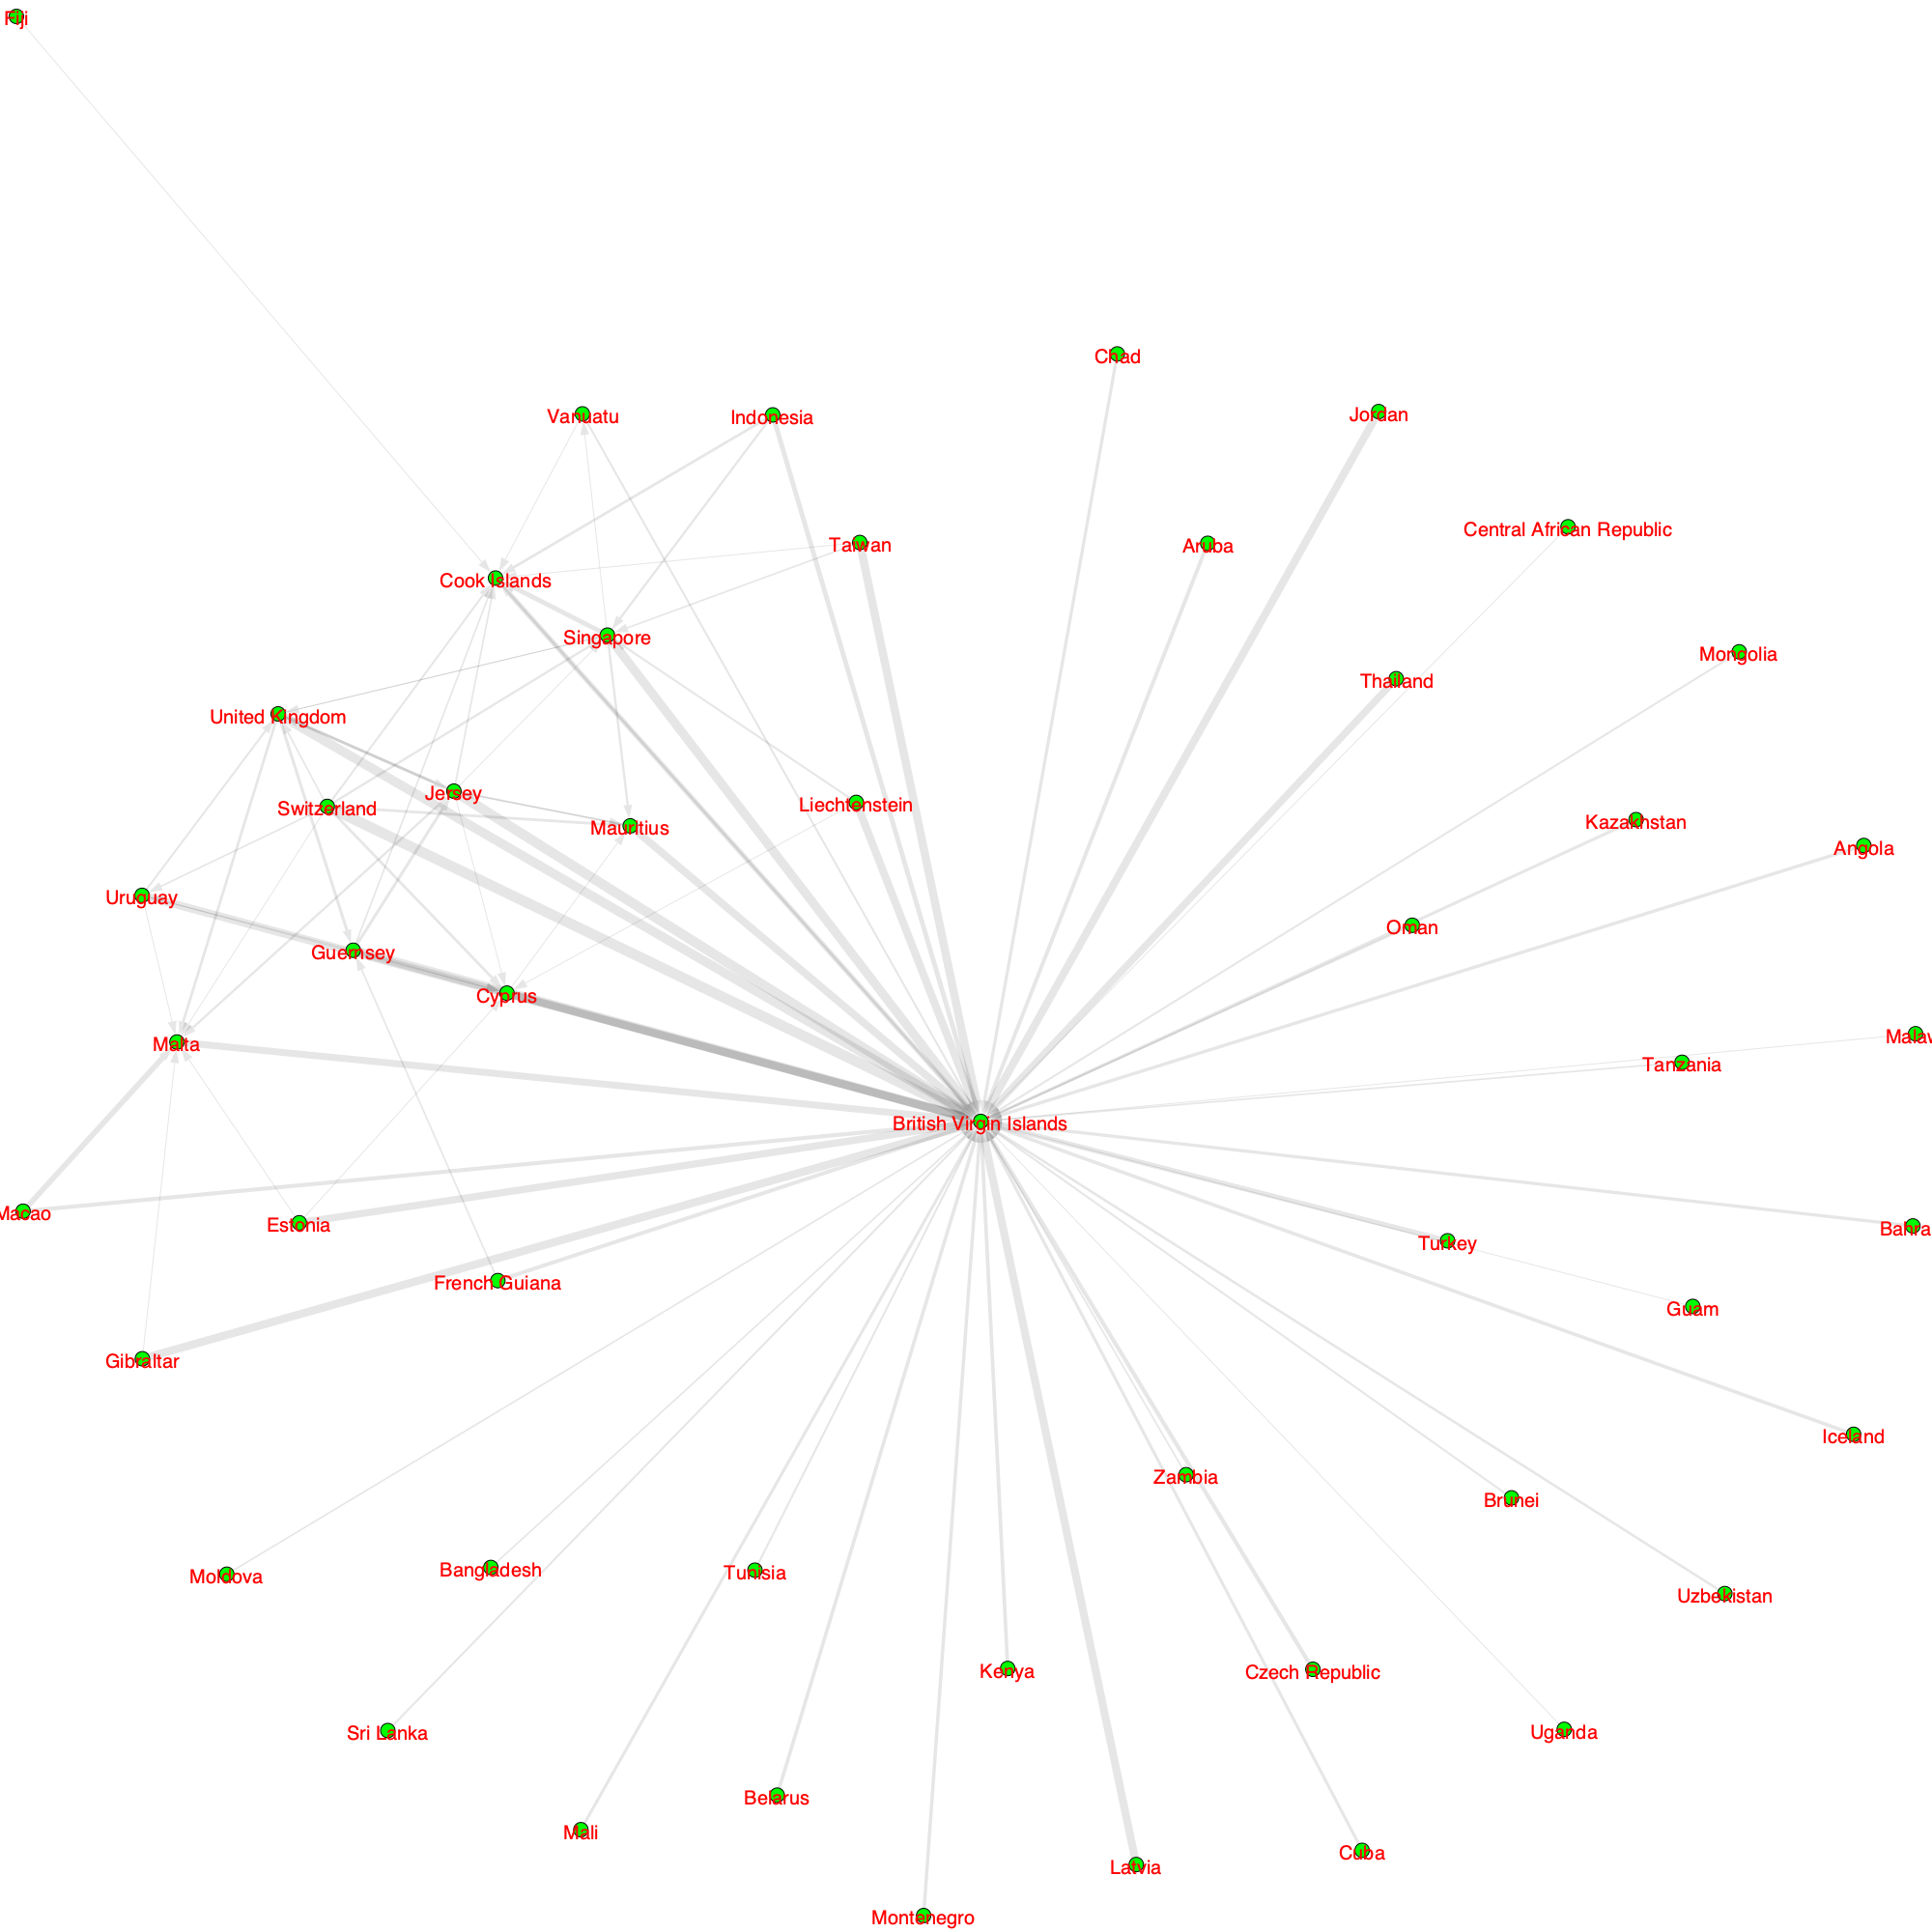 Fiji
Chad
Jordan
Vanuatu
Indonesia
Central African Republic
Taiwan
Aruba
Cook Islands
Singapore
Mongolia
Thailand
United Kingdom
Jersey
Switzerland
Liechtenstein
Mauritius
Kazakhstan
Angola
Uruguay
Oman
Guernsey
Cyprus
Malta
Malaw
Tanzania
British Virgin Islands
Macao
Estonia
Bahra
Turkey
French Guiana
Guam
Gibraltar
Iceland
Zambia
Brunei
Moldova
Bangladesh
Tunisia
Uzbekistan
Kenya
Czech Republic
Sri Lanka
Uganda
Belarus
Mali
Cuba
Latvia
Montenegro